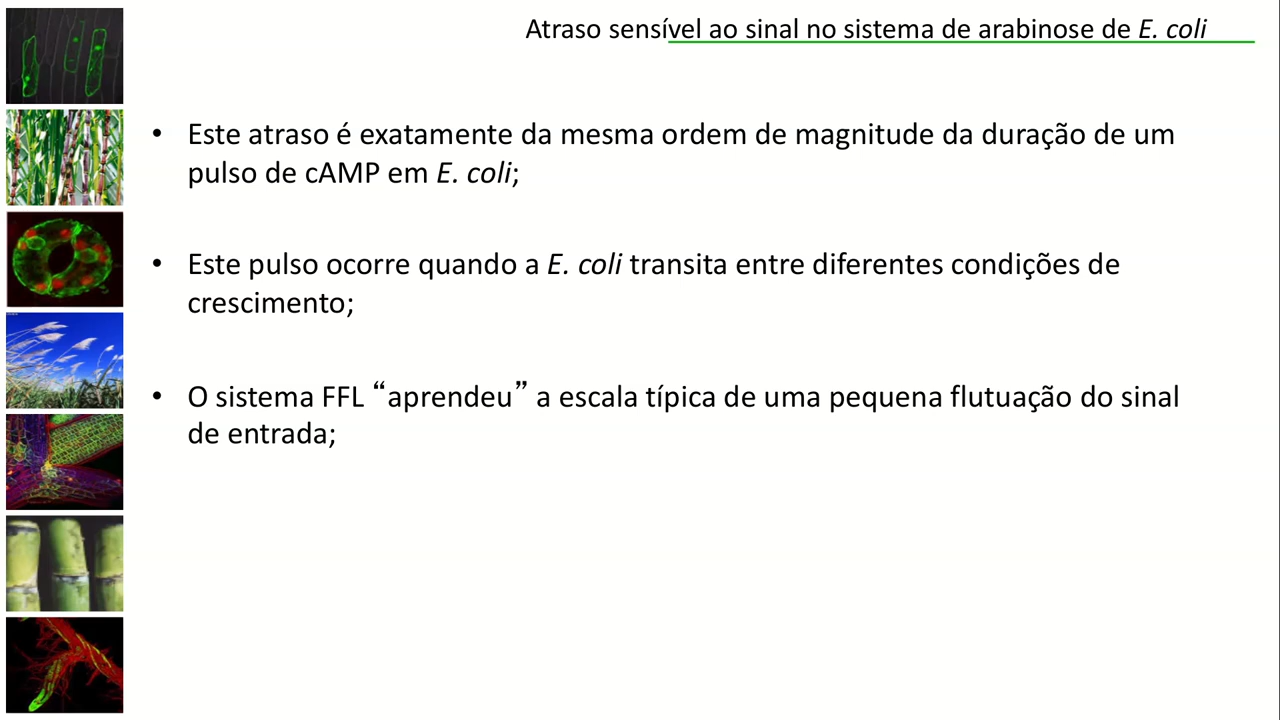 Atraso sensível ao sinal no sistema de arabinose de E. coli
• Este atraso é exatamente da mesma ordem de magnitude da duração de um
pulso de cAMP em E. coli;
• Este pulso ocorre quando a E. coli transita entre diferentes condições de
crescimento;
• O sistema FFL “aprendeu” a escala típica de uma pequena flutuação do sinal
de entrada;